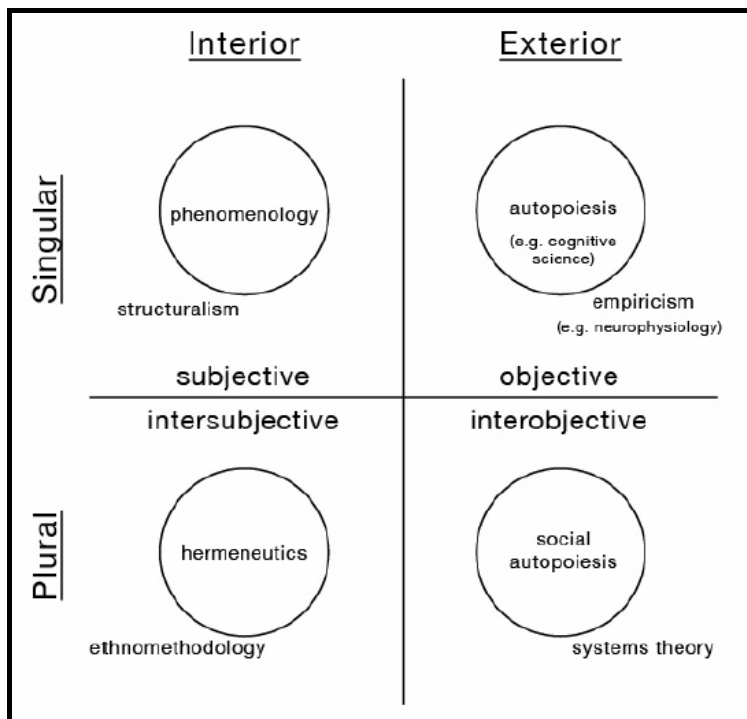 Interior
Exterior
Singular
phenomenology
structuralism
autopoiesis
(e.g. cognitive
science)
empiricism
(e.g. neurophysiology)
subjective
objective
intersubjective
interobjective
Plural
hermeneutics
ethnomethodology
social
autopoiesis
systems theory